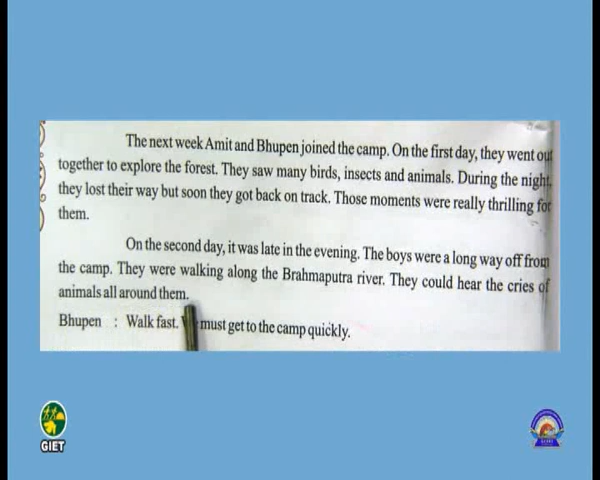 The next week Amit and Bhupen joined the camp. On the first day, they went out
together to explore the forest. They saw many birds, insects and animals. During the night,
they lost their way but soon they got back on track. Those moments were really thrilling for
them.
On the second day, it was late in the evening. The boys were a long way off from
the camp. They were walking along the Brahmaputra river. They could hear the cries of
animals all around them.
Bhupen : Walk fast. must get to the camp quickly.
GIET